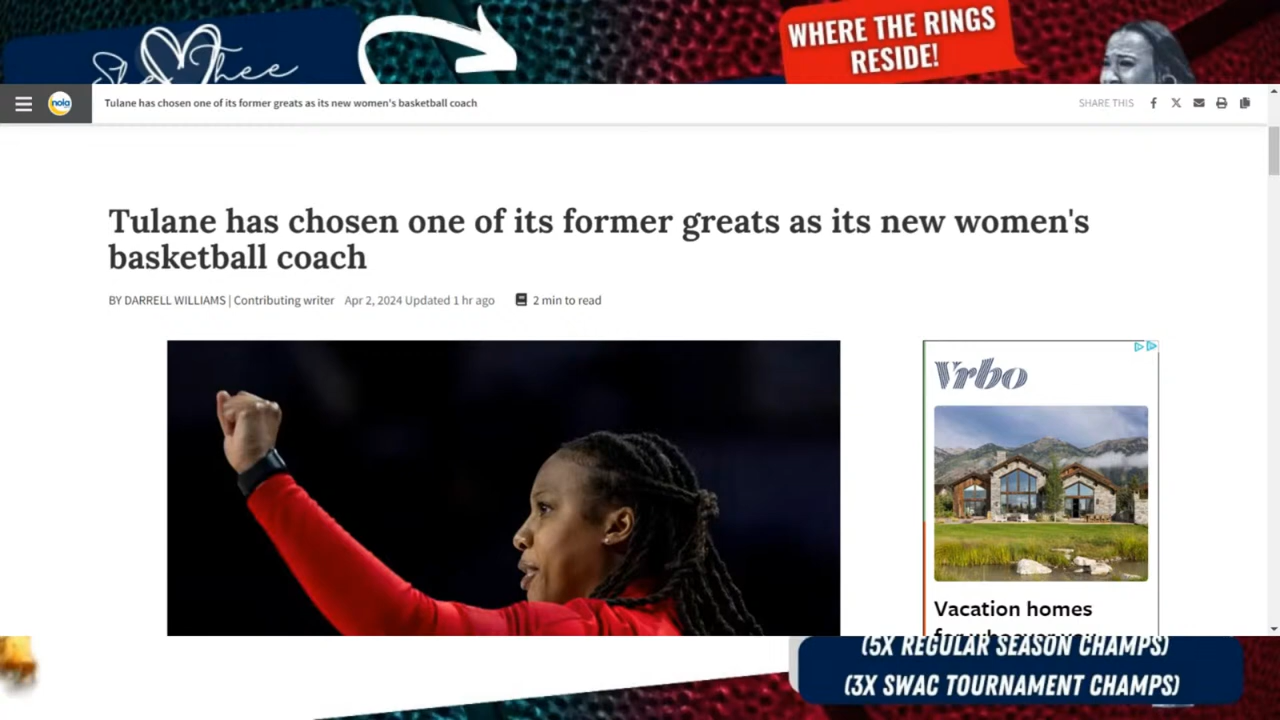 She Thee
WHERE THE RINGS
RESIDE!
nola
Tulane has chosen one of its former greats as its new women's basketball coach
SHARE THIS
Tulane has chosen one of its former greats as its new women's
basketball coach
BY DARRELL WILLIAMS | Contributing writer Apr 2, 2024 Updated 1 hr ago 2 min to read
Vrbo
Vacation homes
(5X REGULAR SEASON CHAMPS)
(3X SWAC TOURNAMENT CHAMPS)